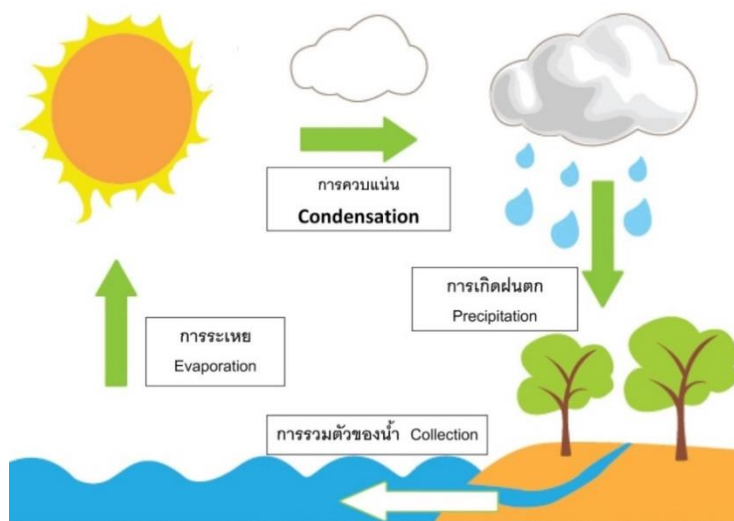 การควบแน่น
Condensation
การเกิดฝนตก
Precipitation
การระเหย
Evaporation
การรวมตัวของน้ำ Collection